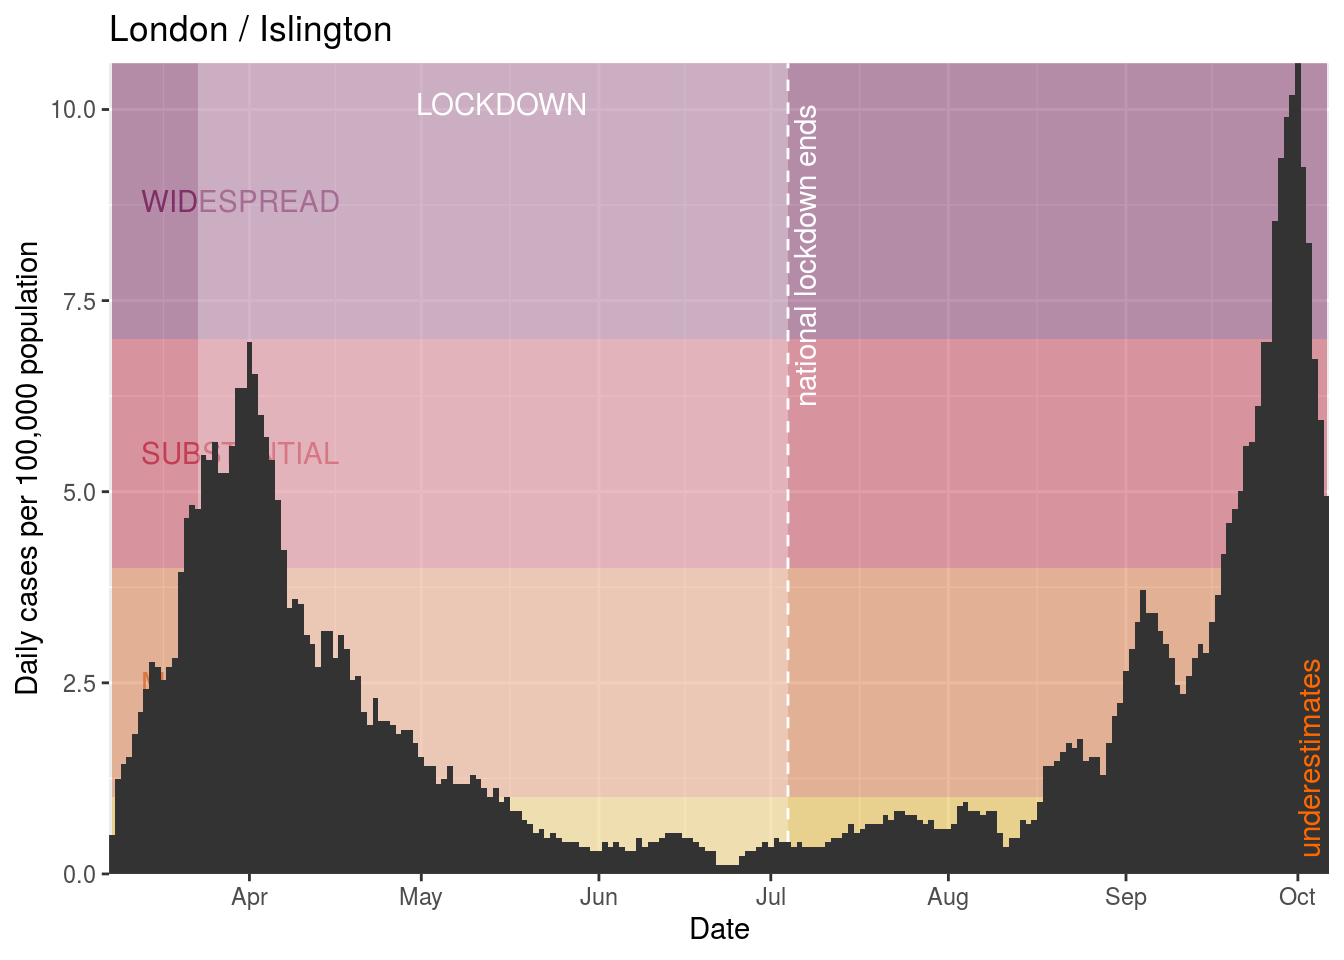 London / Islington
Daily cases per 100,000 population
10.0
7.5
5.0
2.5
0.0
LOCKDOWN
WIDESPREAD
national lockdown ends
underestimates
Apr
May
Jun
Jul
Aug
Sep
Oct
Date